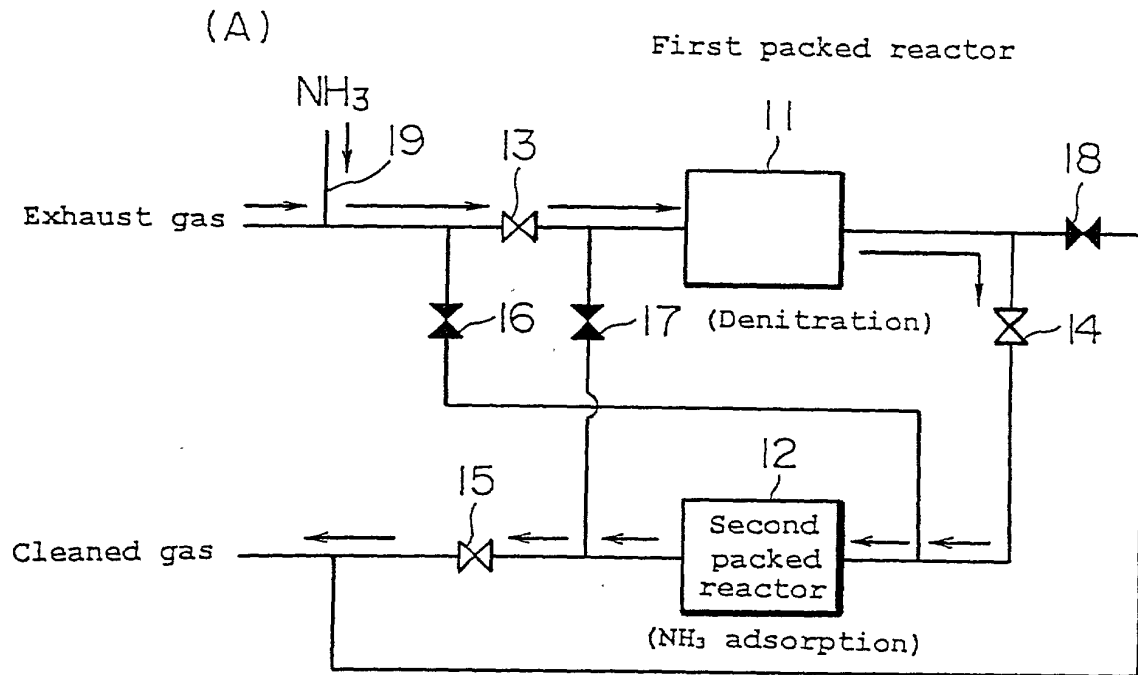 (A)
First packed reactor
NH₃
19
13
11
18
Exhaust gas
16
17
(Denitration)
14
12
15
Second
packed
reactor
Cleaned gas
(NH₃ adsorption)